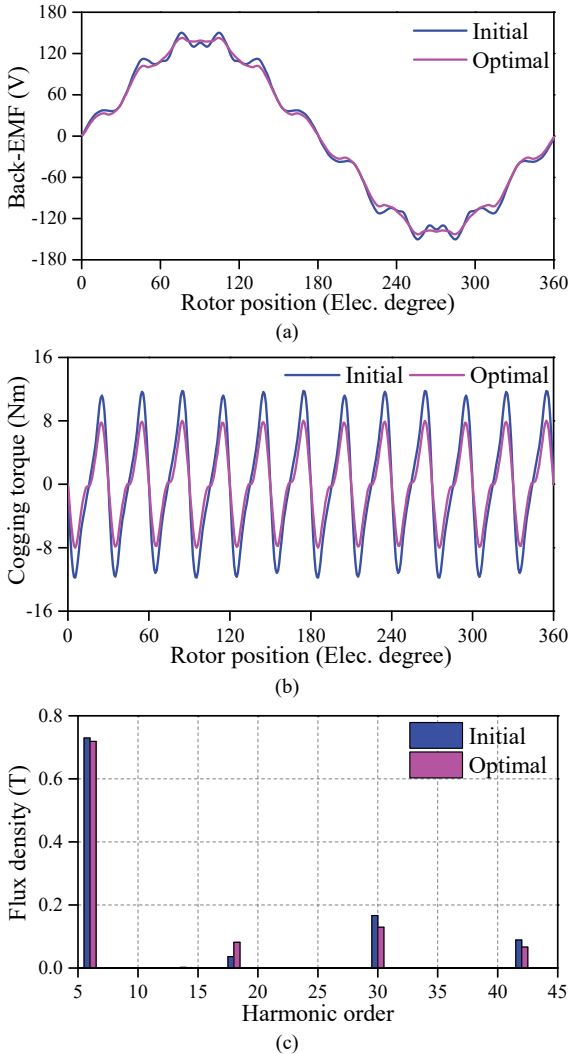 180
120
60
0
-60
-120
-180
Back-EMF (V)
Initial
Optimal
0 60 120 180 240 300 360
Rotor position (Elec. degree)
(a)
16
8
0
-8
-16
Cogging torque (Nm)
Initial Optimal
0 60 120 180 240 300 360
Rotor position (Elec. degree)
(b)
0.8
0.6
0.4
0.2
0.0
Flux density (T)
Initial
Optimal
5 10 15 20 25 30 35 40 45
Harmonic order
(c)